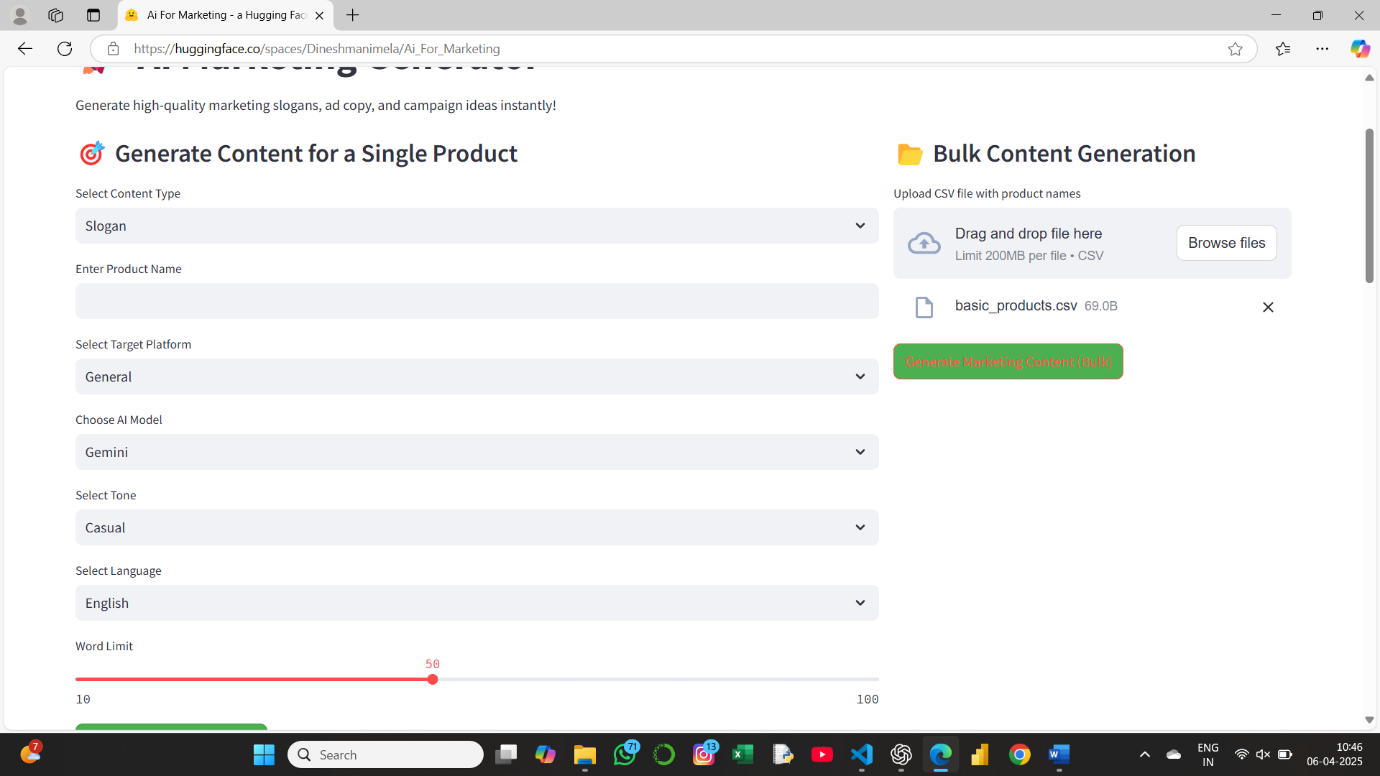 Ai For Marketing - a Hugging Fac
https://huggingface.co/spaces/Dineshmanimela/Ai_For_Marketing
AI Marketing Generator
Generate high-quality marketing slogans, ad copy, and campaign ideas instantly!
Generate Content for a Single Product
Select Content Type
Slogan
Enter Product Name
Select Target Platform
General
Choose AI Model
Gemini
Select Tone
Casual
Select Language
English
Word Limit
50
10
100
Bulk Content Generation
Upload CSV file with product names
Drag and drop file here
Limit 200MB per file • CSV
Browse files
basic_products.csv 69.0B
Generate Marketing Content (Bulk)
7
Search
71
13
ENG
IN
10:46
06-04-2025